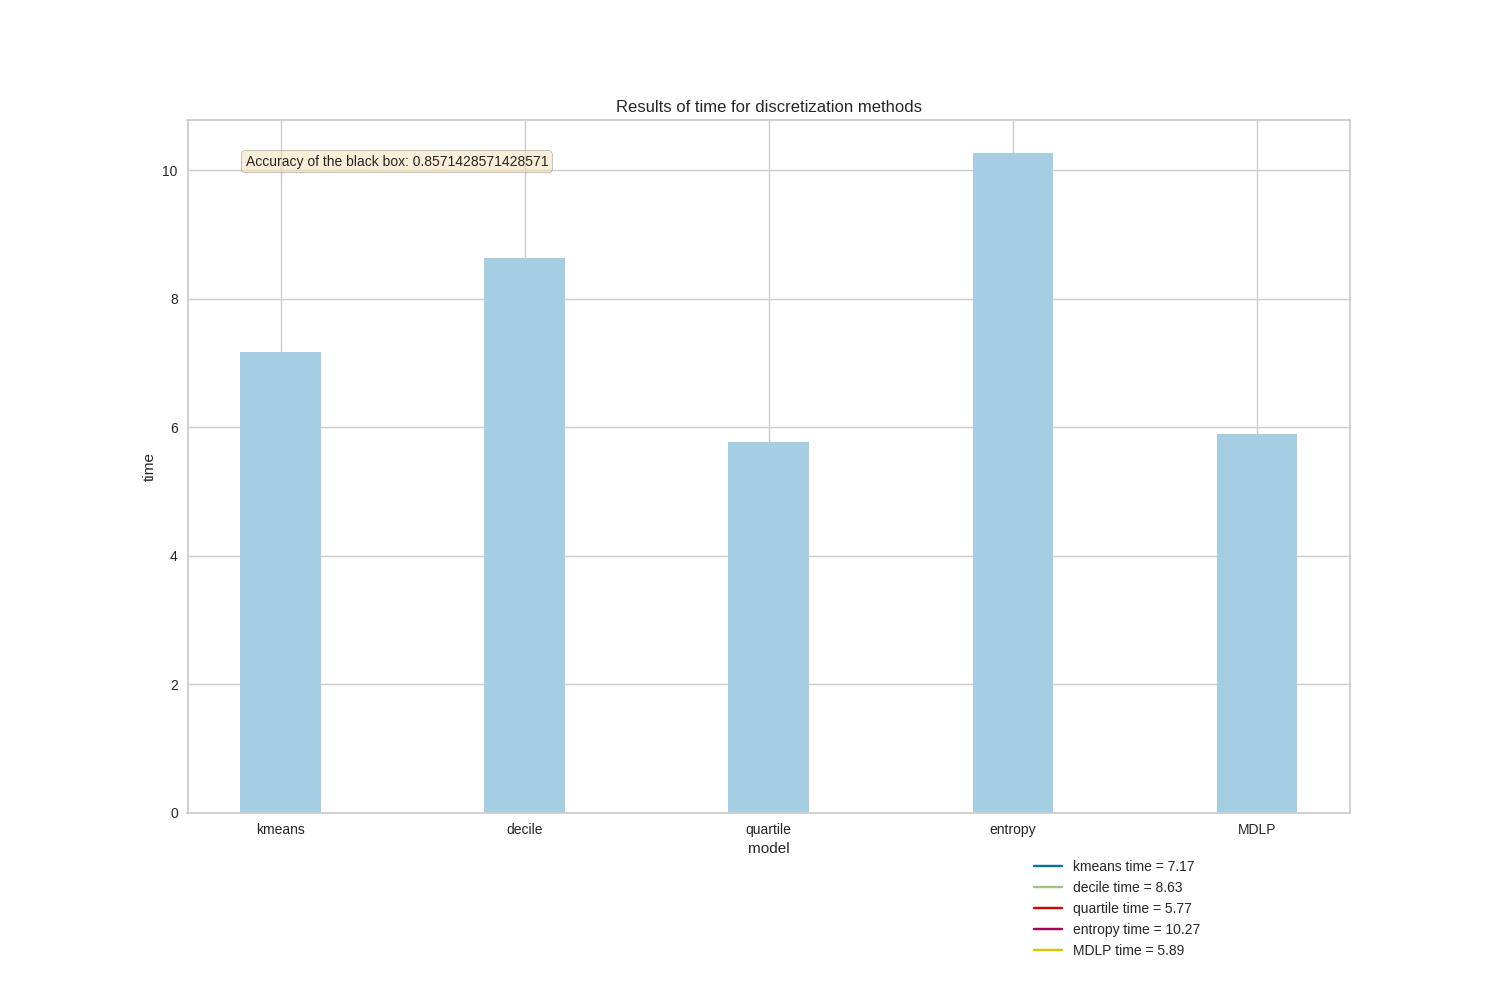 Results of time for discretization methods
Accuracy of the black box: 0.8571428571428571
10
8
6
4
2
0
time
kmeans decile quartile entropy MDLP
model
kmeans time = 7.17
decile time = 8.63
quartile time = 5.77
entropy time = 10.27
MDLP time = 5.89